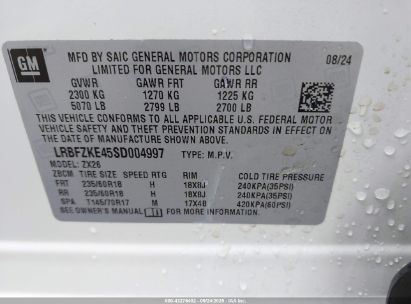 GM
MFD BY SAIC GENERAL MOTORS CORPORATION 08/24
LIMITED FOR GENERAL MOTORS LLC
GVWR GAWR FRT GAWR RR
2300 KG 1270 KG 1225 KG
5070 LB 2799 LB 2700 LB
THIS VEHICLE CONFORMS TO ALL APPLICABLE U.S. FEDERAL MOTOR
VEHICLE SAFETY, BUMPER, AND THEFT PREVENTION STANDARDS
IN EFFECT ON THE DATE OF MANUFACTURE SHOWN ABOVE.
LRBFZKE45SD004997 TYPE: M.P.V.
MODEL: ZX26
ZBCM TIRE SIZE SPEED RTG RIM COLD TIRE PRESSURE
FRT 235/60R18 H 18X8J 240KPA(35PSI)
RR 235/60R18 H 18X8J 240KPA(35PSI)
SPA T145/70R17 M 17X4B 420KPA(60PSI)